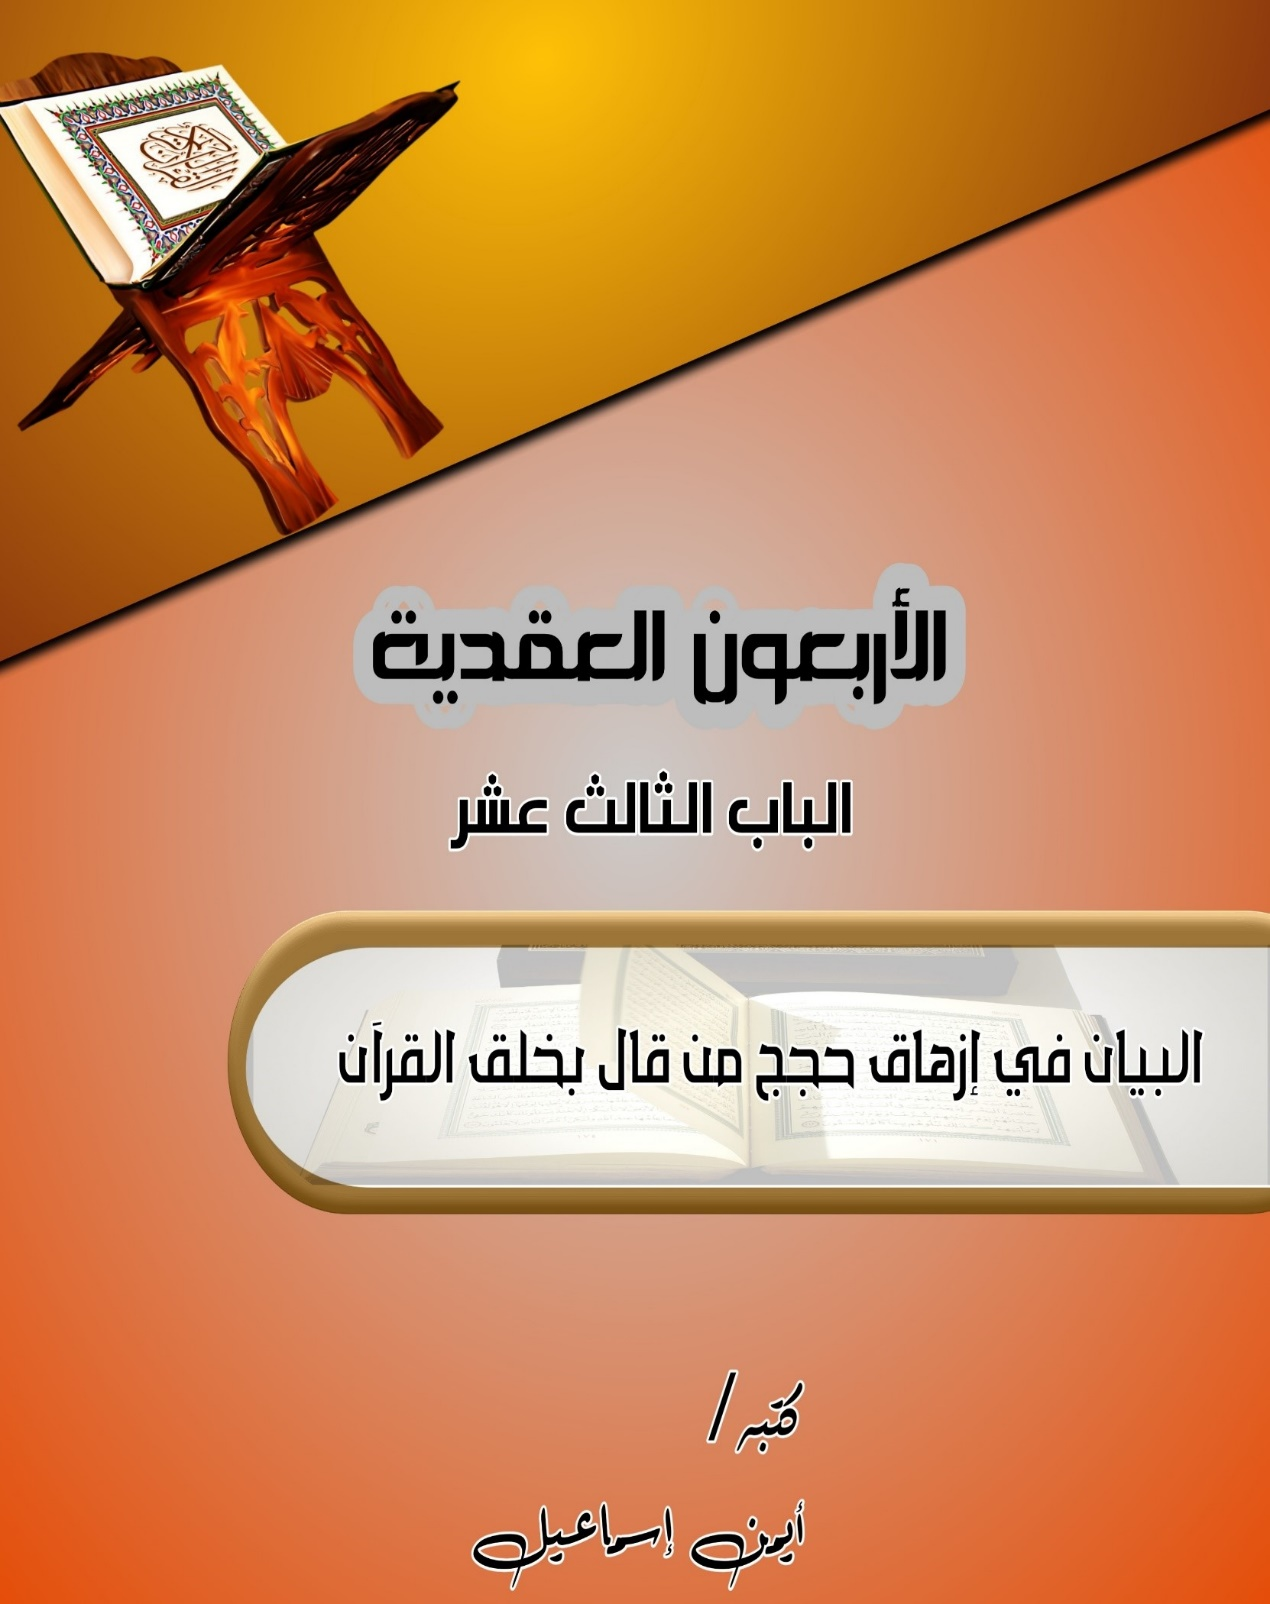 الأربعون العقدية
الباب الثالث عشر
البيان في إزهاق حجج من قال بخلق القرآن
كتبه /
أيمن إسماعيل